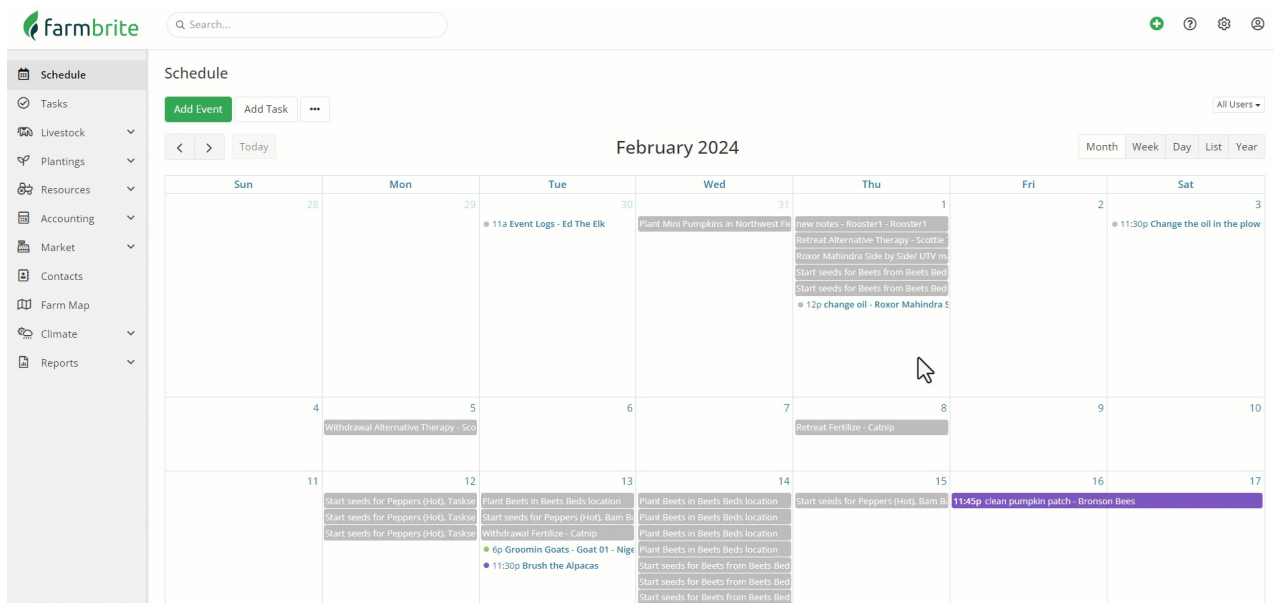 farmbrite
Search...
Schedule
Tasks
Livestock
Plantings
Resources
Accounting
Market
Contacts
Farm Map
Climate
Reports
Schedule
Add Event Add Task •••
All Users
< > Today
February 2024
Month Week Day List Year
Sun Mon Tue Wed Thu Fri Sat
28 29 30 31 1 2 3
11a Event Logs - Ed The Elk
Plant Mini Pumpkins in Northwest Fie
new notes - Rooster1 - Rooster1
Retreat Alternative Therapy - Scottie
Roxor Mahindra Side by Side/ UTV ma
Start seeds for Beets from Beets Bed
Start seeds for Beets from Beets Bed
12p change oil - Roxor Mahindra S
11:30p Change the oil in the plow
4 5 6 7 8 9 10
Withdrawal Alternative Therapy - Sco
Retreat Fertilize - Catnip
11 12 13 14 15 16 17
Start seeds for Peppers (Hot), Taskse
Start seeds for Peppers (Hot), Taskse
Start seeds for Peppers (Hot), Taskse
Plant Beets in Beets Beds location
Start seeds for Peppers (Hot), Bam Ba
Withdrawal Fertilize - Catnip
6p Groomin Goats - Goat 01 - Nige
11:30p Brush the Alpacas
Plant Beets in Beets Beds location
Plant Beets in Beets Beds location
Plant Beets in Beets Beds location
Plant Beets in Beets Beds location
Start seeds for Beets from Beets Bed
Start seeds for Beets from Beets Bed
Start seeds for Beets from Beets Bed
Start seeds for Peppers (Hot), Bam Ba
11:45p clean pumpkin patch - Bronson Bees